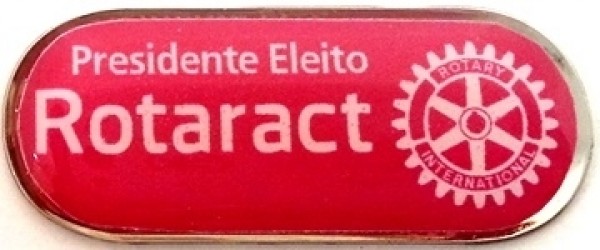 Presidente Eleito
Rotaract
ROTARY
INTERNATIONAL